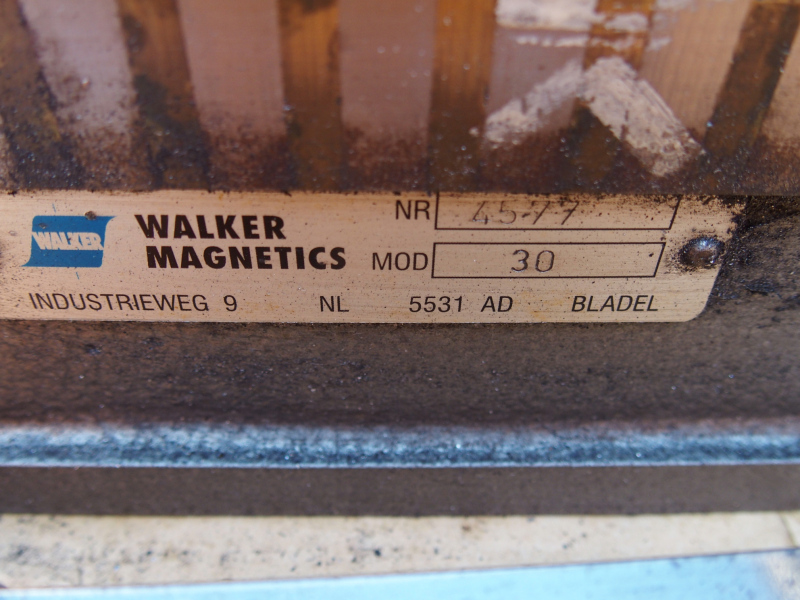 NR 4577
WALKER
WALKER
MAGNETICS
MOD 30
INDUSTRIEWEG 9 NL 5531 AD BLADEL